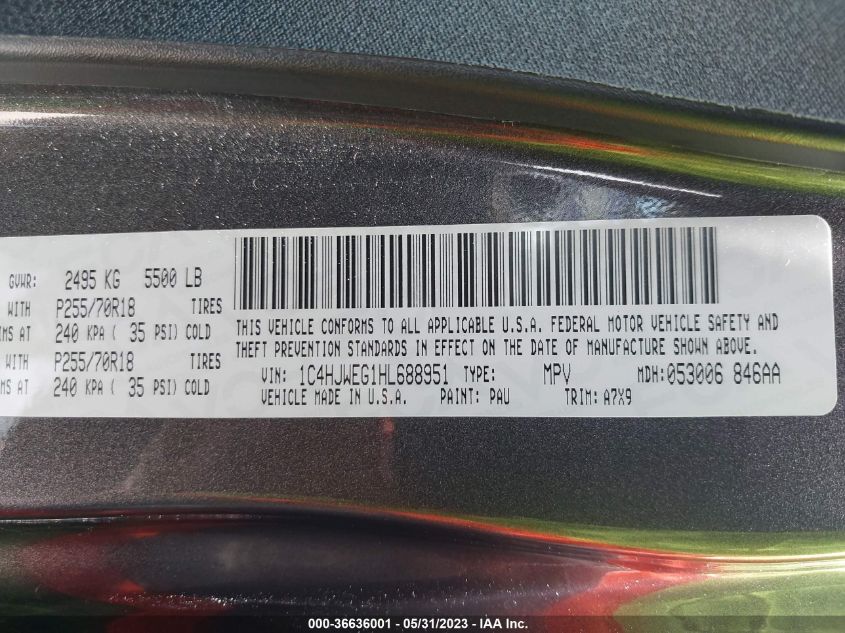 GVWR: 2495 KG 5500 LB
WITH P255/70R18 TIRES
MS AT 240 KPA ( 35 PSI) COLD
WITH P255/70R18 TIRES
MS AT 240 KPA ( 35 PSI) COLD
THIS VEHICLE CONFORMS TO ALL APPLICABLE U.S.A. FEDERAL MOTOR VEHICLE SAFETY AND
THEFT PREVENTION STANDARDS IN EFFECT ON THE DATE OF MANUFACTURE SHOWN ABOVE.
VIN: 1C4HJWEG1HL688951 TYPE: MPV MDH:053006 846AA
VEHICLE MADE IN U.S.A. PAINT: PAU TRIM: A7X9
000-36636001 - 05/31/2023 - IAA Inc.